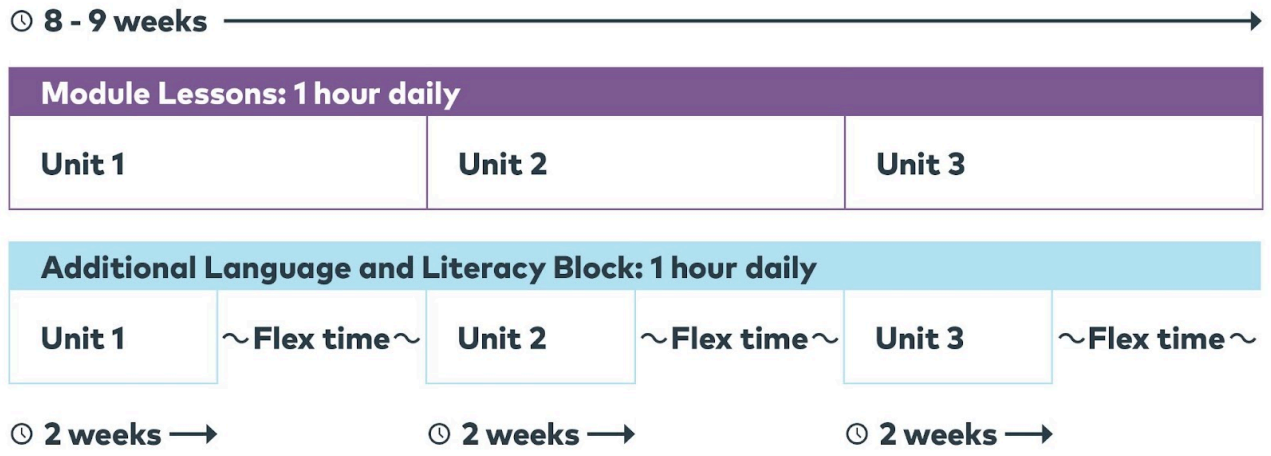 8 - 9 weeks
Module Lessons: 1 hour daily
Unit 1 Unit 2 Unit 3
Additional Language and Literacy Block: 1 hour daily
Unit 1 ~Flex time~ Unit 2 ~Flex time~ Unit 3 ~Flex time~
2 weeks 2 weeks 2 weeks